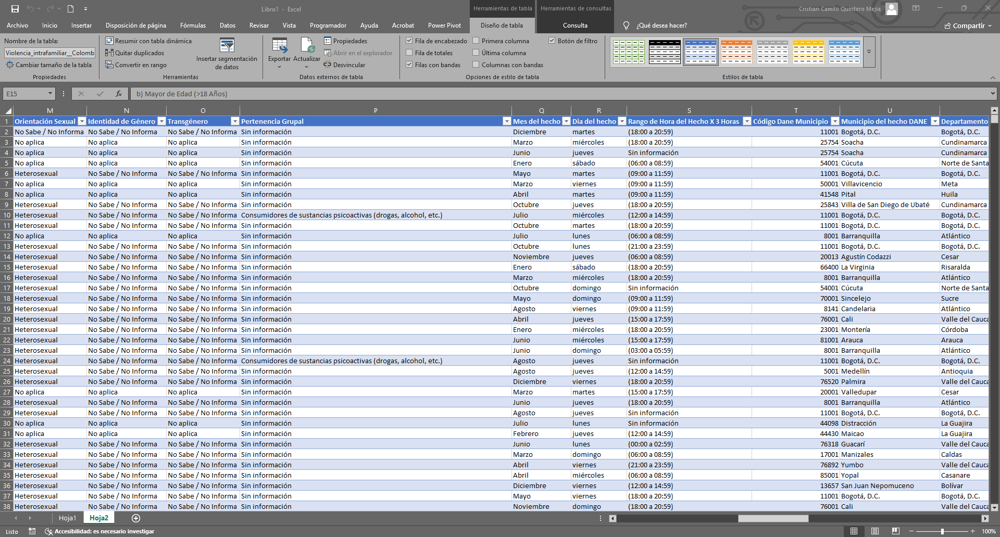 Libro1 - Excel
Herramientas de tabla
Herramientas de consultas
Cristian Camilo Quintero Mejia
Archivo Inicio Insertar Disposición de página Fórmulas Datos Revisar Vista Programador Ayuda Acrobat Power Pivot Diseño de tabla Consulta ¿Qué desea hacer? Compartir
Nombre de la tabla:
Violencia_intrafamiliar__Colomb
Cambiar tamaño de la tabla
Propiedades
Resumir con tabla dinámica
Quitar duplicados
Convertir en rango
Insertar segmentación
de datos
Herramientas
Exportar Actualizar
Propiedades
Abrir en el explorador
Desvincular
Datos externos de tabla
Fila de encabezado Primera columna Botón de filtro
Fila de totales Última columna
Filas con bandas Columnas con bandas
Opciones de estilo de tabla
Estilos de tabla
E15 fx b) Mayor de Edad (>18 Años)
M N O P Q R S T U
1 Orientación Sexual Identidad de Género Transgénero Pertenencia Grupal Mes del hecho Dia del hecho Rango de Hora del Hecho X 3 Horas Código Dane Municipio Municipio del hecho DANE Departamento
2 No Sabe / No Informa No Sabe / No Informa No Sabe / No Informa Sin información Diciembre martes (18:00 a 20:59) 11001 Bogotá, D.C. Bogotá, D.C.
3 No aplica No aplica No aplica Sin información Marzo miércoles (18:00 a 20:59) 25754 Soacha Cundinamarca
4 No aplica No aplica No aplica Sin información Junio jueves Sin información 25754 Soacha Cundinamarca
5 No aplica No aplica No aplica Sin información Enero sábado (06:00 a 08:59) 54001 Cúcuta Norte de Santa
6 Heterosexual No Sabe / No Informa No Sabe / No Informa Sin información Mayo martes (09:00 a 11:59) 11001 Bogotá, D.C. Bogotá, D.C.
7 No aplica No aplica No aplica Sin información Marzo viernes (09:00 a 11:59) 50001 Villavicencio Meta
8 No aplica No aplica No aplica Sin información Abril martes (09:00 a 11:59) 41548 Pital Huila
9 Heterosexual No Sabe / No Informa No Sabe / No Informa Sin información Octubre jueves (18:00 a 20:59) 25843 Villa de San Diego de Ubaté Cundinamarca
10 Heterosexual No Sabe / No Informa No Sabe / No Informa Consumidores de sustancias psicoactivas (drogas, alcohol, etc.) Julio miércoles (12:00 a 14:59) 11001 Bogotá, D.C. Bogotá, D.C.
11 Heterosexual No Sabe / No Informa No Sabe / No Informa Sin información Octubre martes (18:00 a 20:59) 11001 Bogotá, D.C. Bogotá, D.C.
12 No aplica No aplica No aplica Sin información Julio lunes (06:00 a 08:59) 8001 Barranquilla Atlántico
13 Heterosexual No Sabe / No Informa No Sabe / No Informa Sin información Octubre lunes (21:00 a 23:59) 11001 Bogotá, D.C. Bogotá, D.C.
14 Heterosexual No Sabe / No Informa No Sabe / No Informa Sin información Noviembre jueves (06:00 a 08:59) 20013 Agustín Codazzi Cesar
15 Heterosexual No Sabe / No Informa No Sabe / No Informa Sin información Enero sábado (18:00 a 20:59) 66400 La Virginia Risaralda
16 Heterosexual No Sabe / No Informa No Sabe / No Informa Sin información Marzo miércoles (18:00 a 20:59) 8001 Barranquilla Atlántico
17 Heterosexual No Sabe / No Informa No Sabe / No Informa Sin información Octubre domingo Sin información 54001 Cúcuta Norte de Santa
18 Heterosexual No Sabe / No Informa No Sabe / No Informa Sin información Mayo domingo (09:00 a 11:59) 70001 Sincelejo Sucre
19 Heterosexual No Sabe / No Informa No Sabe / No Informa Sin información Agosto viernes (09:00 a 11:59) 8141 Candelaria Atlántico
20 Heterosexual No Sabe / No Informa No Sabe / No Informa Sin información Abril jueves (15:00 a 17:59) 76001 Cali Valle del Cauca
21 Heterosexual No Sabe / No Informa No Sabe / No Informa Sin información Enero miércoles (18:00 a 20:59) 23001 Montería Córdoba
22 Heterosexual No Sabe / No Informa No Sabe / No Informa Sin información Junio miércoles (15:00 a 17:59) 81001 Arauca Arauca
23 Heterosexual No Sabe / No Informa No Sabe / No Informa Sin información Junio domingo (03:00 a 05:59) 8001 Barranquilla Atlántico
24 Heterosexual No Sabe / No Informa No Sabe / No Informa Consumidores de sustancias psicoactivas (drogas, alcohol, etc.) Agosto jueves Sin información 11001 Bogotá, D.C. Bogotá, D.C.
25 Heterosexual No Sabe / No Informa No Sabe / No Informa Sin información Agosto jueves (12:00 a 14:59) 5001 Medellín Antioquia
26 Heterosexual No Sabe / No Informa No Sabe / No Informa Sin información Diciembre viernes (18:00 a 20:59) 76520 Palmira Valle del Cauca
27 No aplica No aplica No aplica Sin información Marzo martes (15:00 a 17:59) 20001 Valledupar Cesar
28 Heterosexual No Sabe / No Informa No Sabe / No Informa Sin información Junio jueves (18:00 a 20:59) 8001 Barranquilla Atlántico
29 Heterosexual No Sabe / No Informa No Sabe / No Informa Sin información Agosto jueves Sin información 11001 Bogotá, D.C. Bogotá, D.C.
30 No aplica No aplica No aplica Sin información Julio lunes Sin información 44098 Distracción La Guajira
31 No aplica No aplica No aplica Sin información Febrero jueves (12:00 a 14:59) 44430 Maicao La Guajira
32 Heterosexual No Sabe / No Informa No Sabe / No Informa Sin información Junio lunes (00:00 a 02:59) 76318 Guacarí Valle del Cauca
33 Heterosexual No Sabe / No Informa No Sabe / No Informa Sin información Marzo domingo (06:00 a 08:59) 17001 Manizales Caldas
34 Heterosexual No Sabe / No Informa No Sabe / No Informa Sin información Abril viernes (21:00 a 23:59) 76892 Yumbo Valle del Cauca
35 Heterosexual No Sabe / No Informa No Sabe / No Informa Sin información Abril miércoles (06:00 a 08:59) 85001 Yopal Casanare
36 Heterosexual No Sabe / No Informa No Sabe / No Informa Sin información Diciembre viernes (12:00 a 14:59) 13657 San Juan Nepomuceno Bolívar
37 Heterosexual No Sabe / No Informa No Sabe / No Informa Sin información Mayo viernes (18:00 a 20:59) 11001 Bogotá, D.C. Bogotá, D.C.
38 Heterosexual No Sabe / No Informa No Sabe / No Informa Sin información Noviembre domingo (18:00 a 20:59) 76001 Cali Valle del Cauca
Hoja1 Hoja2
Listo Accesibilidad: es necesario investigar 100%